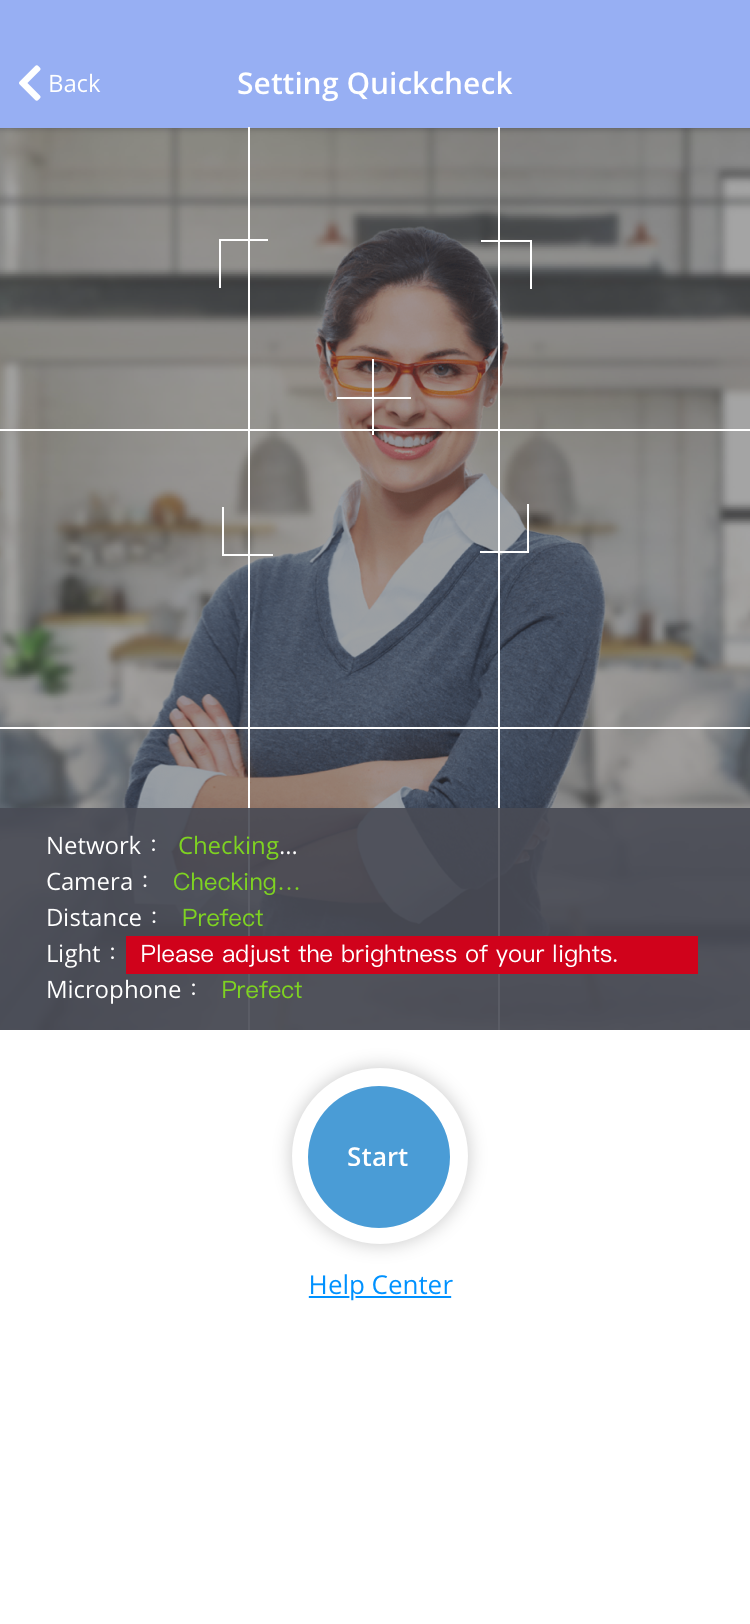 Back
Setting Quickcheck
Network： Checking...
Camera： Checking...
Distance： Prefect
Light： Please adjust the brightness of your lights.
Microphone： Prefect
Start
Help Center